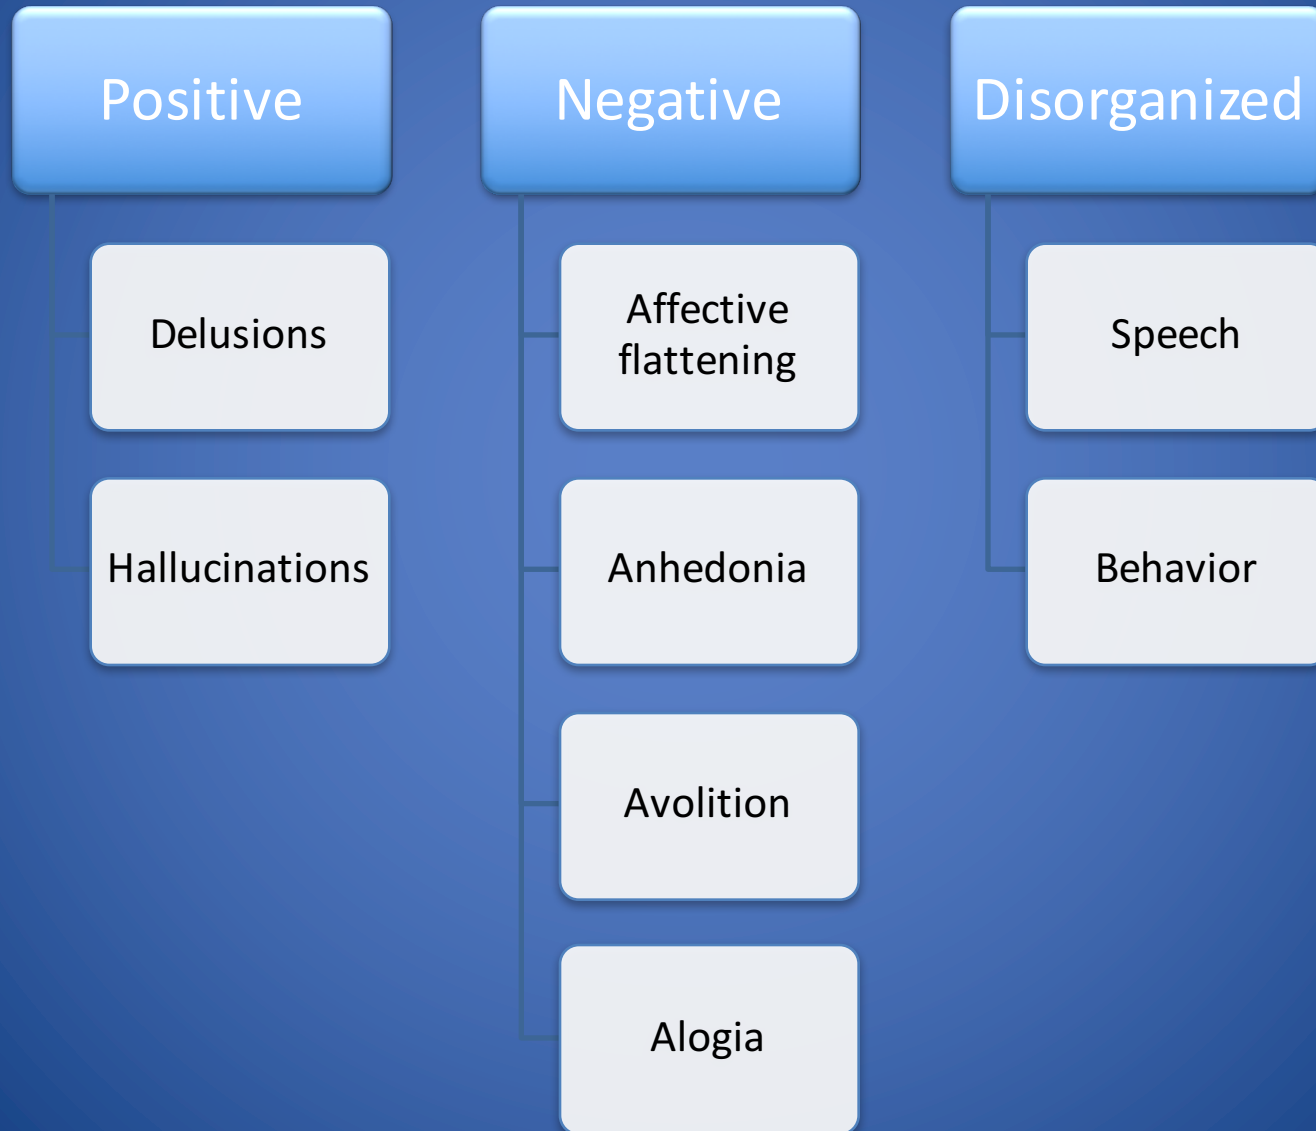 Positive
Delusions
Hallucinations
Negative
Affective
flattening
Anhedonia
Avolition
Alogia
Disorganized
Speech
Behavior